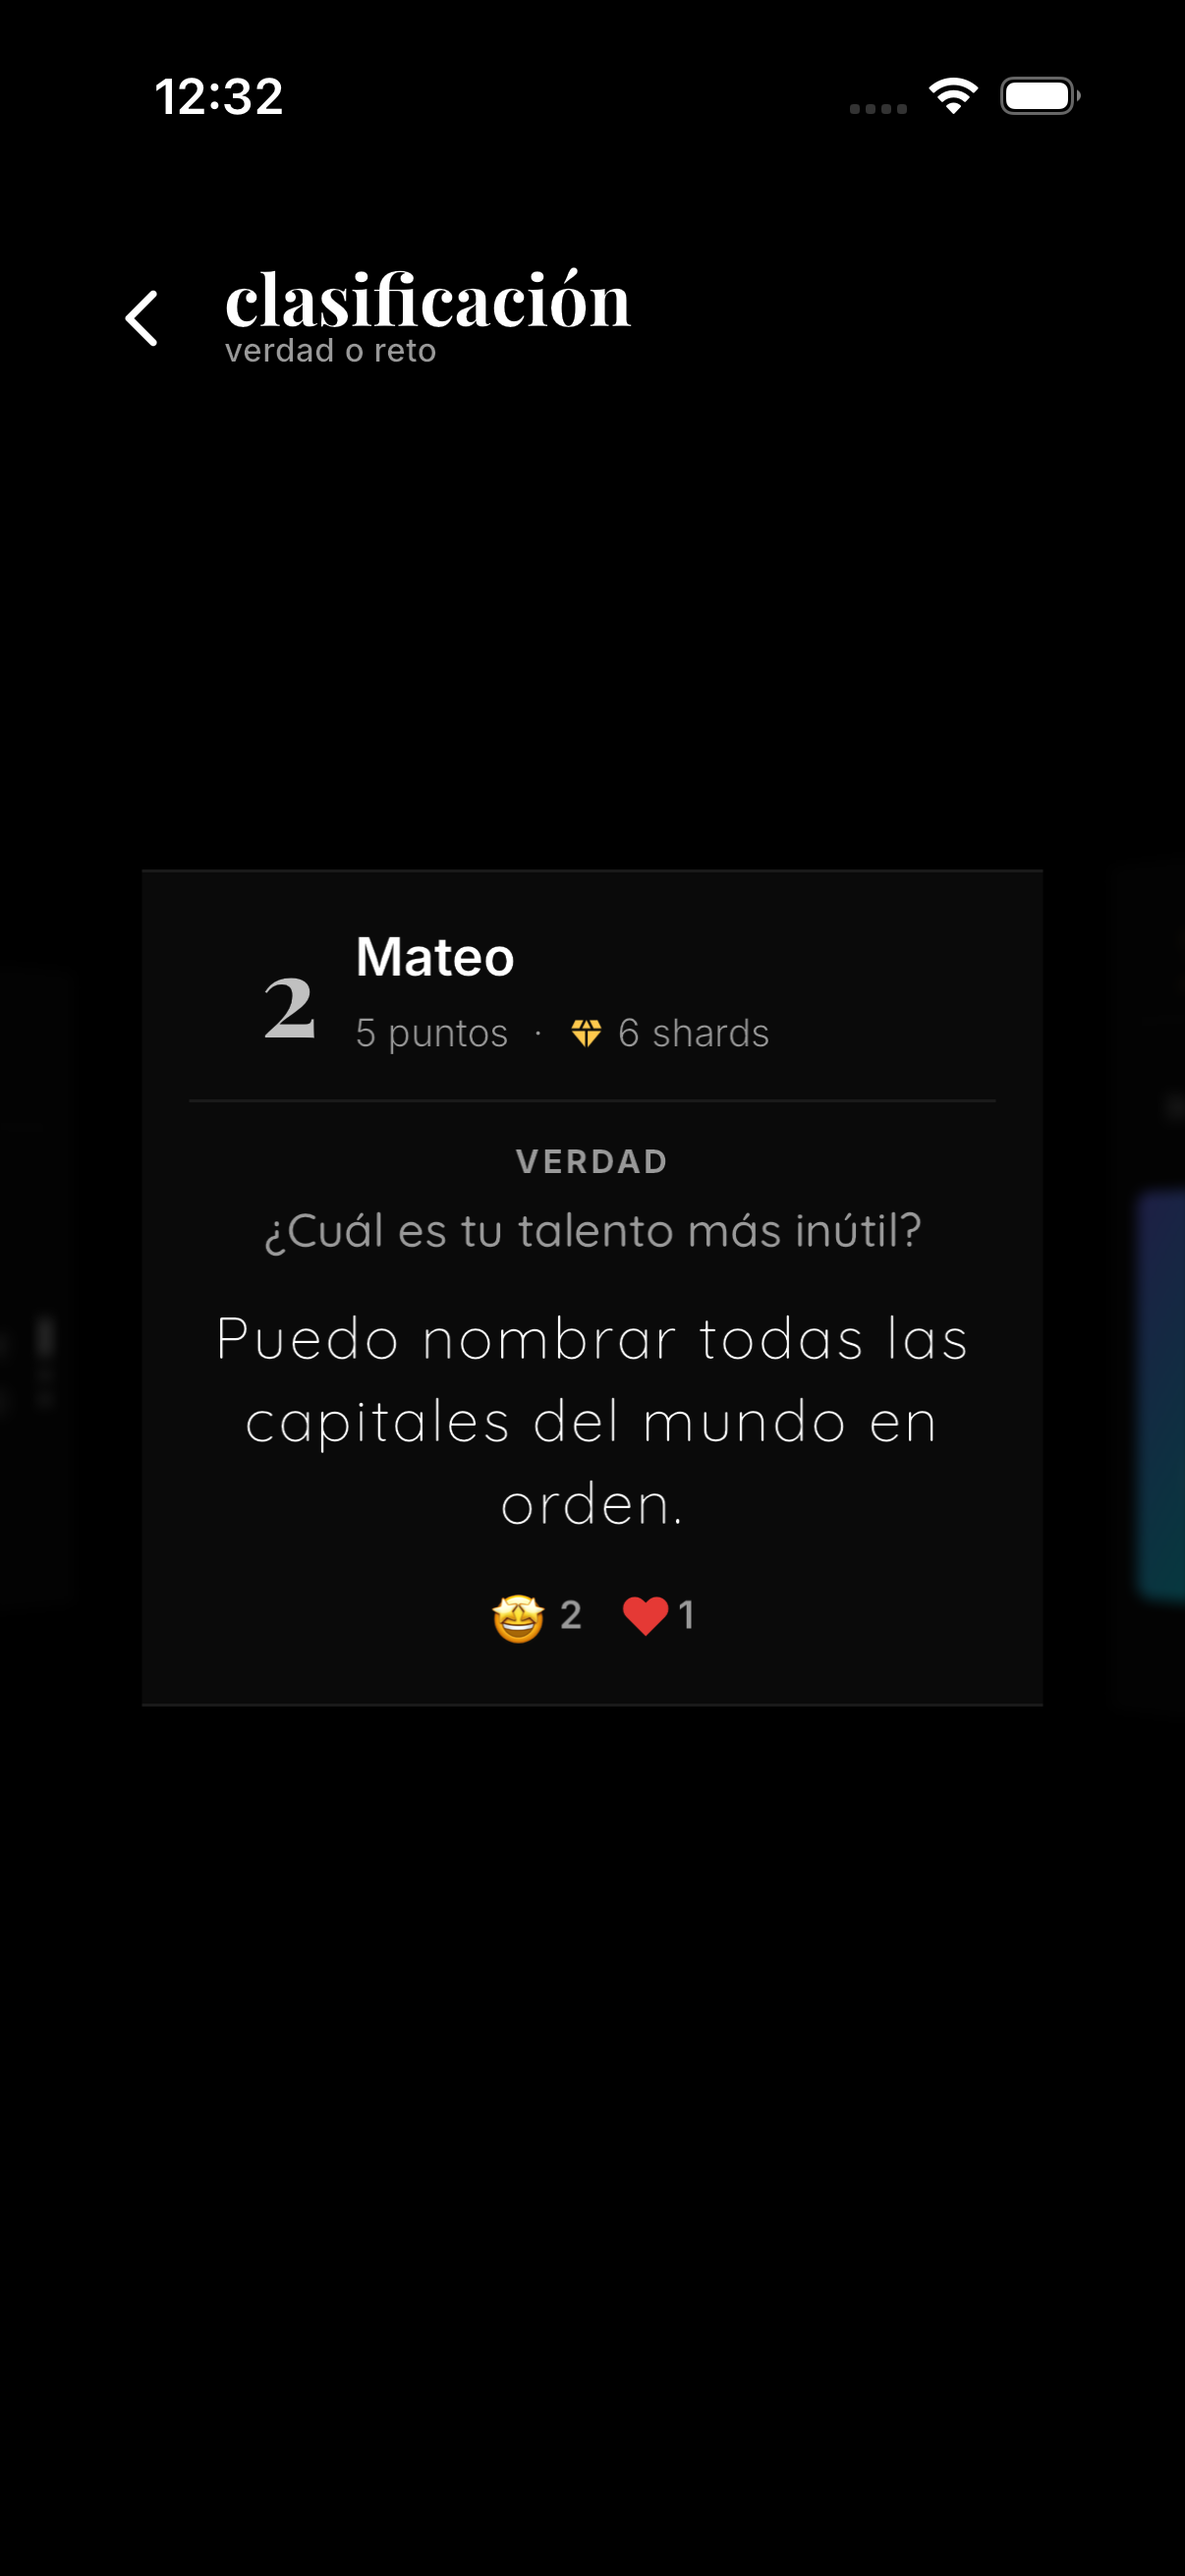 12:32
clasificación
verdad o reto
2
Mateo
5 puntos · 6 shards
VERDAD
¿Cuál es tu talento más inútil?
Puedo nombrar todas las
capitales del mundo en
orden.
2 1